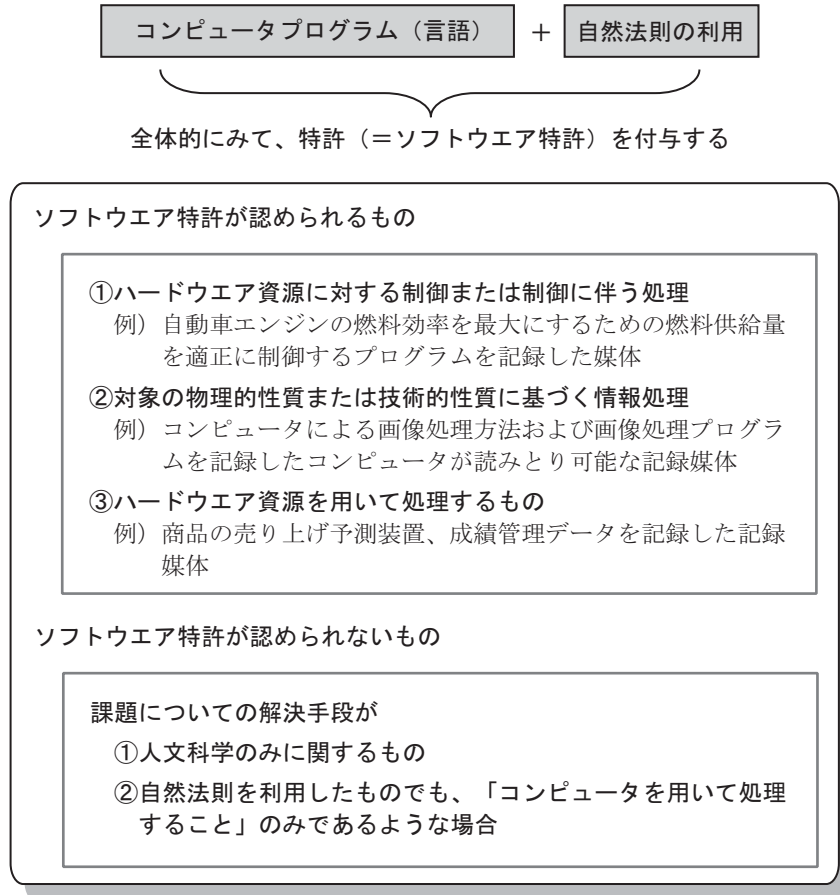 コンピュータプログラム（言語） + 自然法則の利用
全体的にみて、特許（＝ソフトウエア特許）を付与する
ソフトウエア特許が認められるもの
①ハードウエア資源に対する制御または制御に伴う処理
例）自動車エンジンの燃料効率を最大にするための燃料供給量
を適正に制御するプログラムを記録した媒体
②対象の物理的性質または技術的性質に基づく情報処理
例）コンピュータによる画像処理方法および画像処理プログラ
ムを記録したコンピュータが読みとり可能な記録媒体
③ハードウエア資源を用いて処理するもの
例）商品の売り上げ予測装置、成績管理データを記録した記録
媒体
ソフトウエア特許が認められないもの
課題についての解決手段が
①人文科学のみに関するもの
②自然法則を利用したものでも、「コンピュータを用いて処理
すること」のみであるような場合